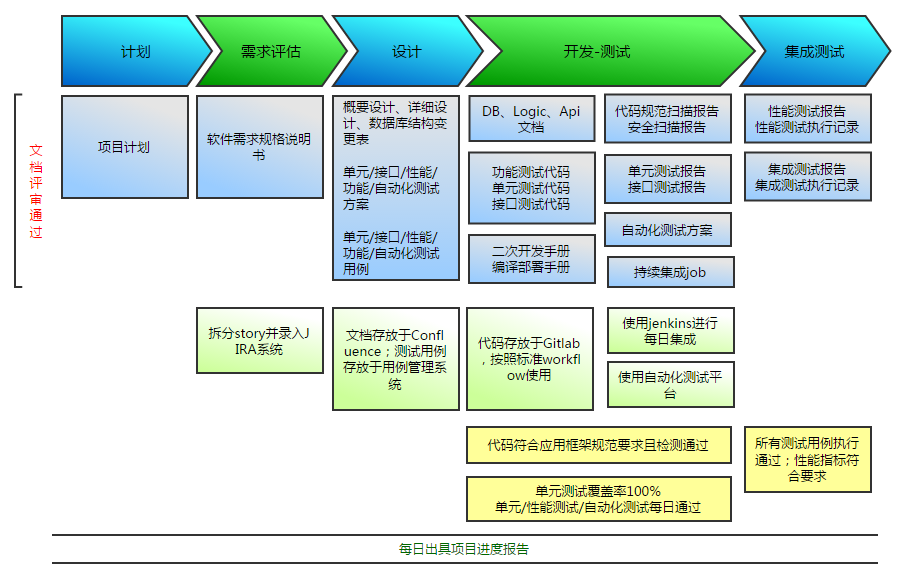 计划
需求评估
设计
开发-测试
集成测试
文档评审通过
项目计划
软件需求规格说明
书
概要设计、详细设
计、数据库结构变
更表
单元/接口/性能/
功能/自动化测试
方案
单元/接口/性能/
功能/自动化测试
用例
DB、Logic、Api
文档
功能测试代码
单元测试代码
接口测试代码
二次开发手册
编译部署手册
代码规范扫描报告
安全扫描报告
单元测试报告
接口测试报告
自动化测试方案
持续集成job
性能测试报告
性能测试执行记录
集成测试报告
集成测试执行记录
拆分story并录入J
IRA系统
文档存放于Confl
uence；测试用例
存放于用例管理系
统
代码存放于Gitlab
，按照标准workfl
ow使用
使用jenkins进行
每日集成
使用自动化测试平
台
代码符合应用框架规范要求且检测通过
单元测试覆盖率100%
单元/性能测试/自动化测试每日通过
所有测试用例执行
通过；性能指标符
合要求
每日出具项目进度报告